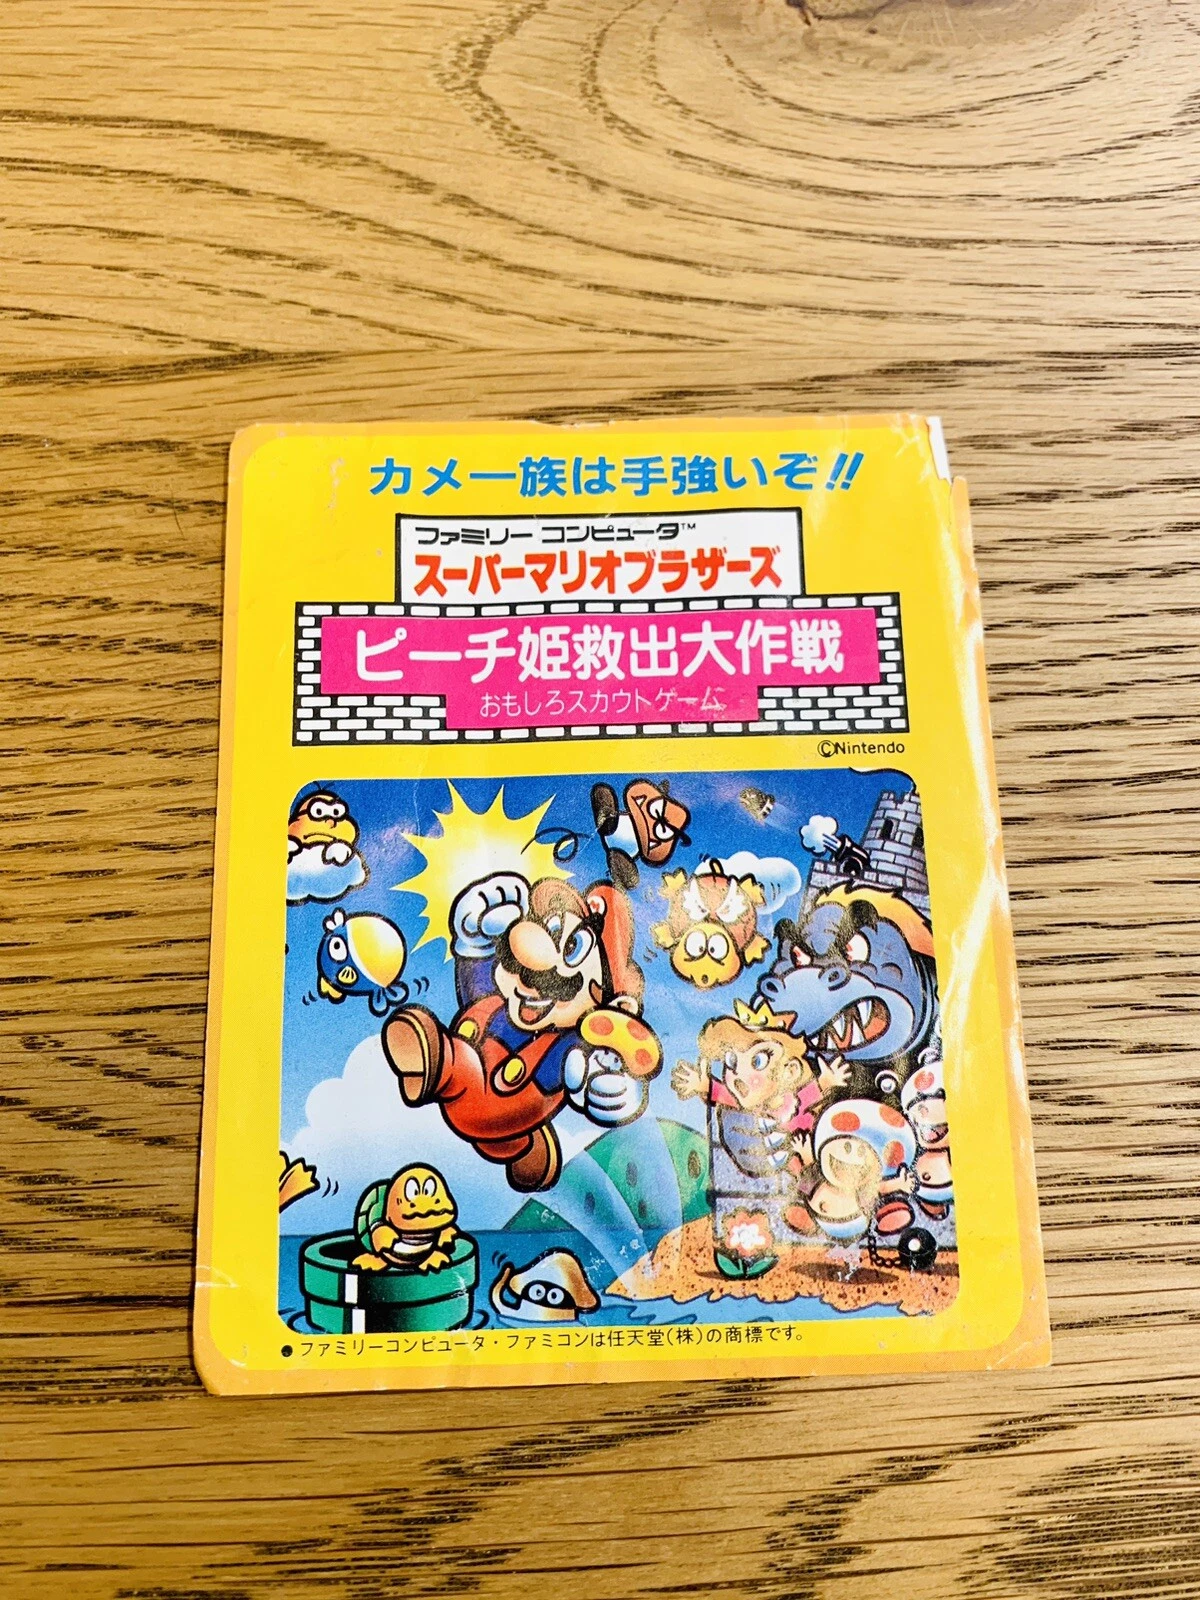 カメ一族は手強いぞ!!
ファミリー コンピュータ™
スーパーマリオブラザーズ
ピーチ姫救出大作戦
おもしろスカウトゲーム
©Nintendo
●ファミリーコンピュータ・ファミコンは任天堂(株)の商標です。